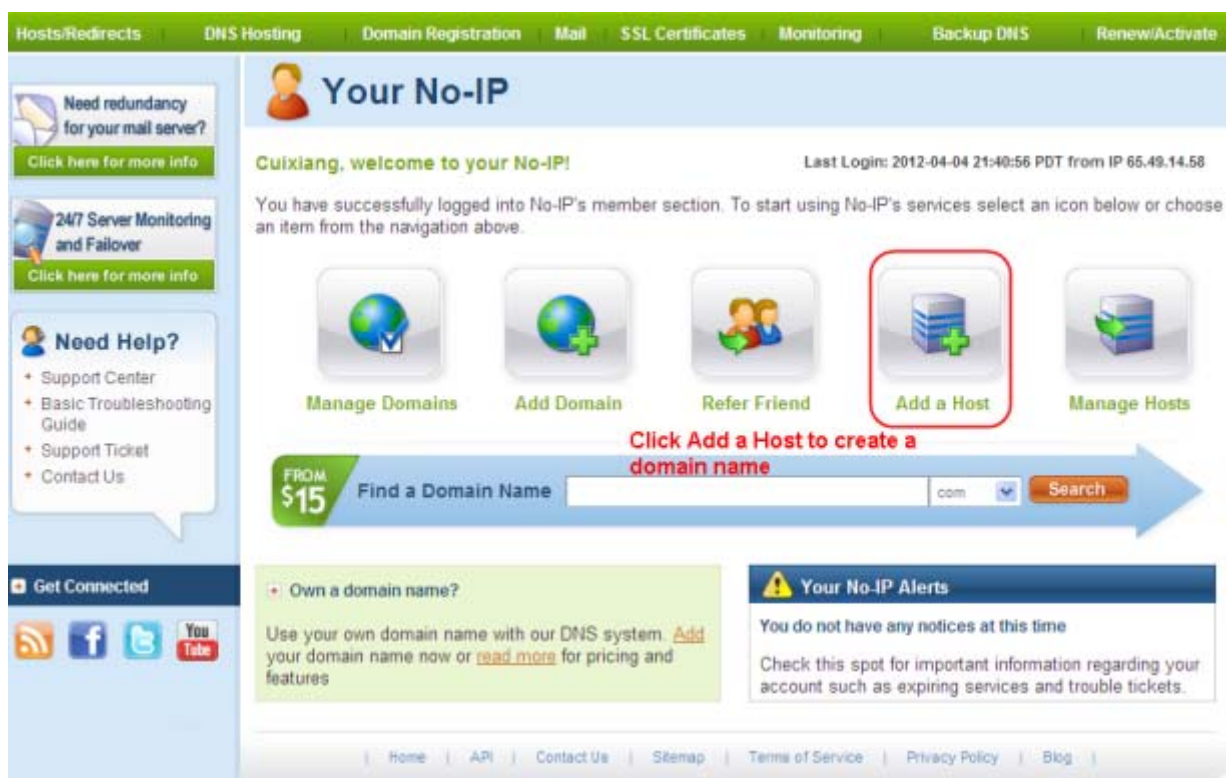 Hosts/Redirects DNS Hosting Domain Registration Mail SSL Certificates Monitoring Backup DNS Renew/Activate
Need redundancy
for your mail server?
Click here for more info
24/7 Server Monitoring
and Failover
Click here for more info
Need Help?
Support Center
Basic Troubleshooting
Guide
Support Ticket
Contact Us
Get Connected
You
Tube
Your No-IP
Cuixiang, welcome to your No-IP!
Last Login: 2012-04-04 21:40:56 PDT from IP 65.49.14.58
You have successfully logged into No-IP's member section. To start using No-IP's services select an icon below or choose
an item from the navigation above.
Manage Domains Add Domain Refer Friend Add a Host Manage Hosts
Click Add a Host to create a
domain name
FROM
$15
Find a Domain Name com Search
Own a domain name?
Use your own domain name with our DNS system. Add
your domain name now or read more for pricing and
features
Your No-IP Alerts
You do not have any notices at this time
Check this spot for important information regarding your
account such as expiring services and trouble tickets.
| Home | API | Contact Us | Sitemap | Terms of Service | Privacy Policy | Blog |